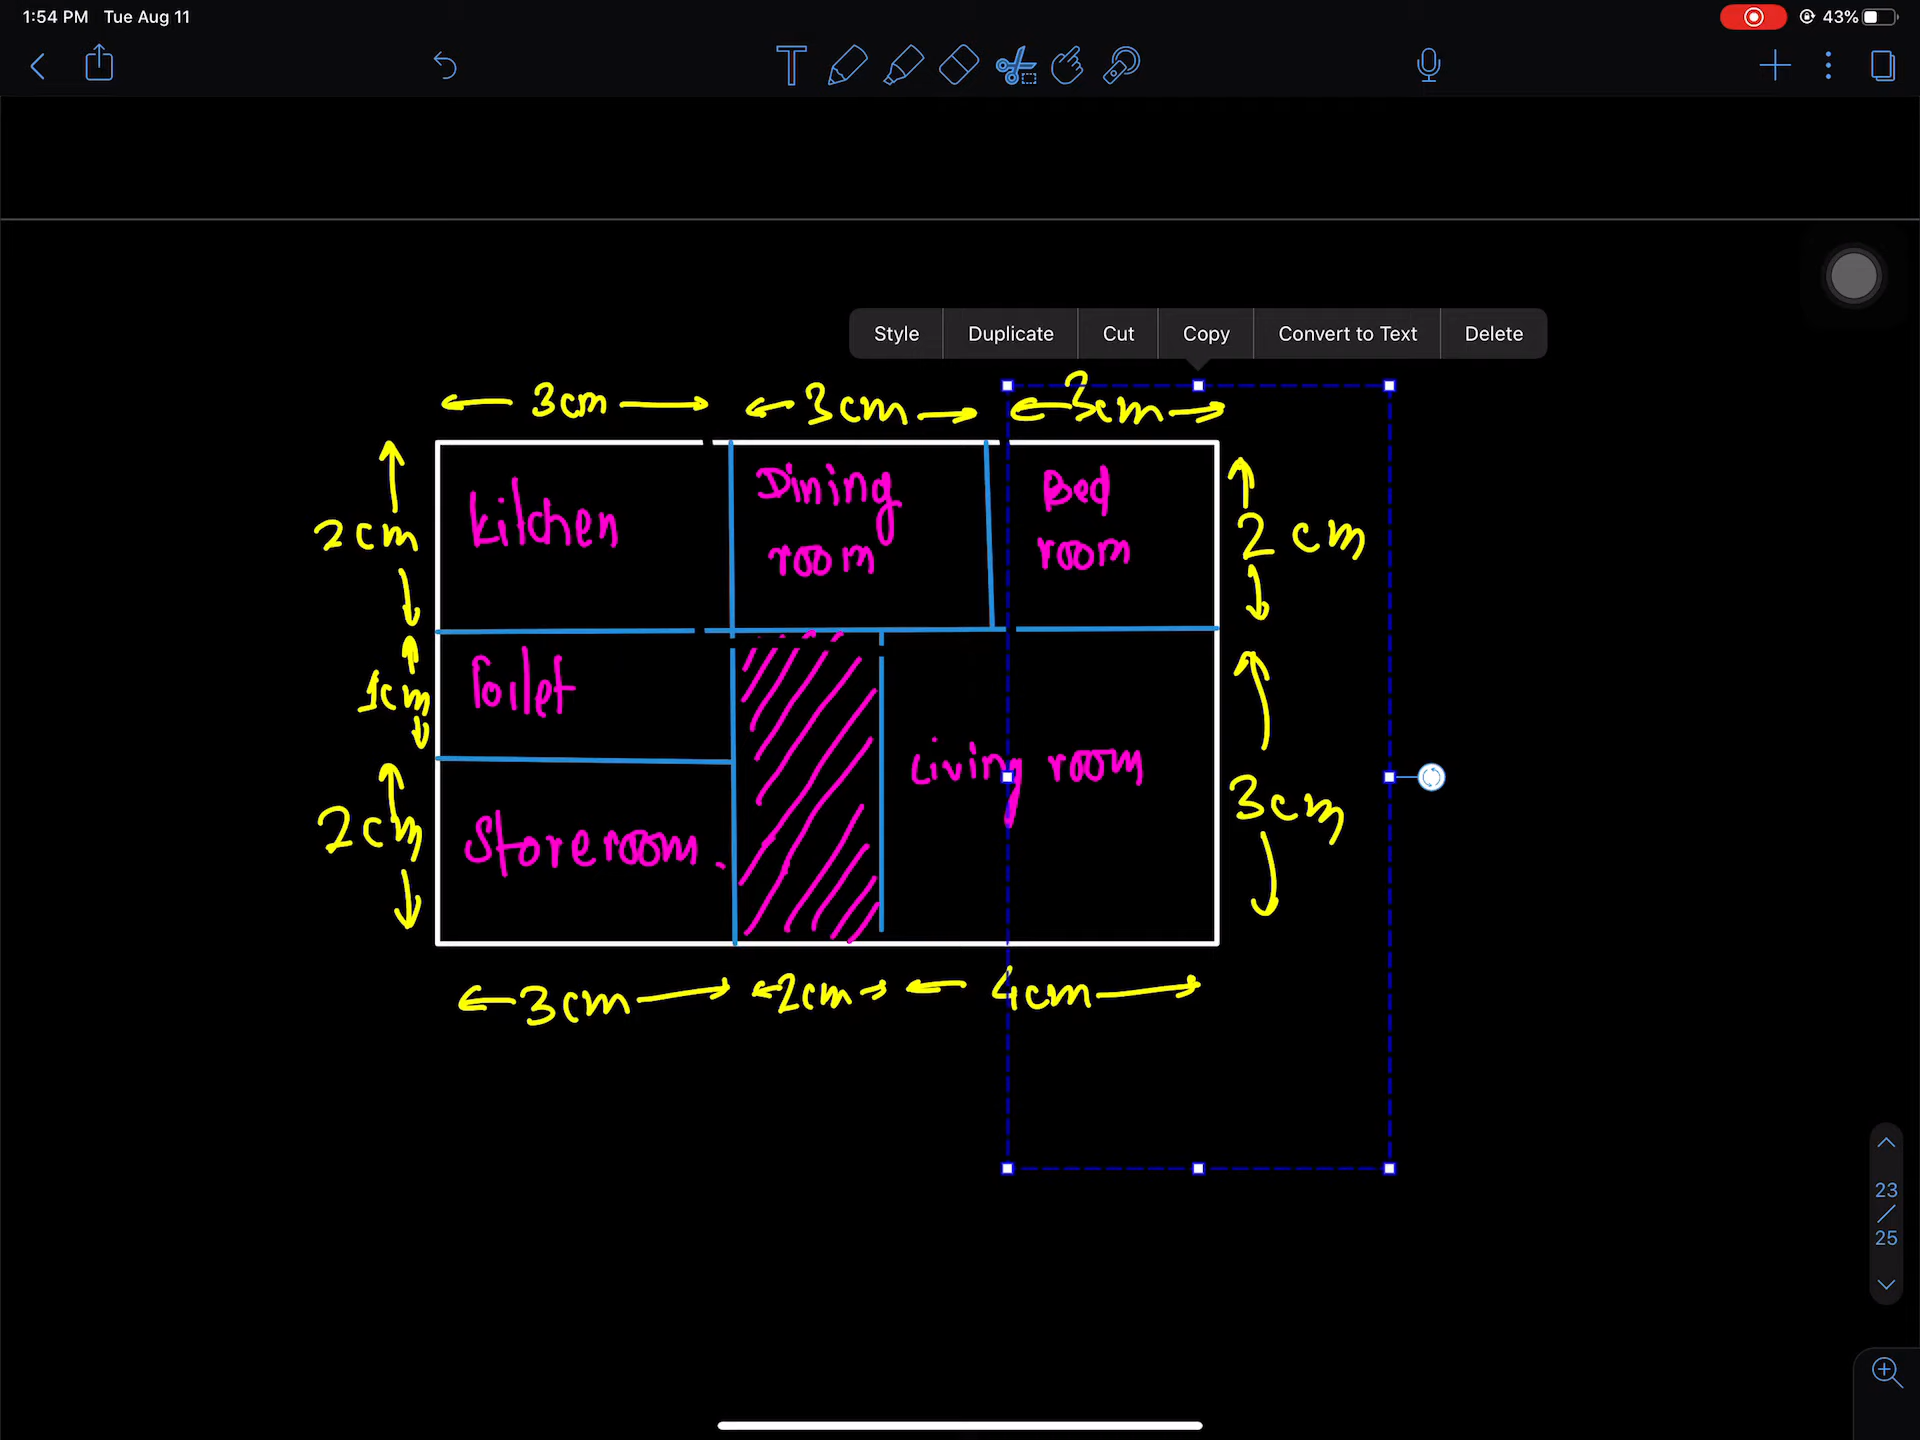 1:54 PM Tue Aug 11
43%
T
Style Duplicate Cut Copy Convert to Text Delete
3cm 3cm 3cm
kitchen
Dining
room
Bed
room
2cm
2 cm
Toilet
1cm
Living room
3cm
2cm
Storeroom.
3cm 2cm 4cm
23
25